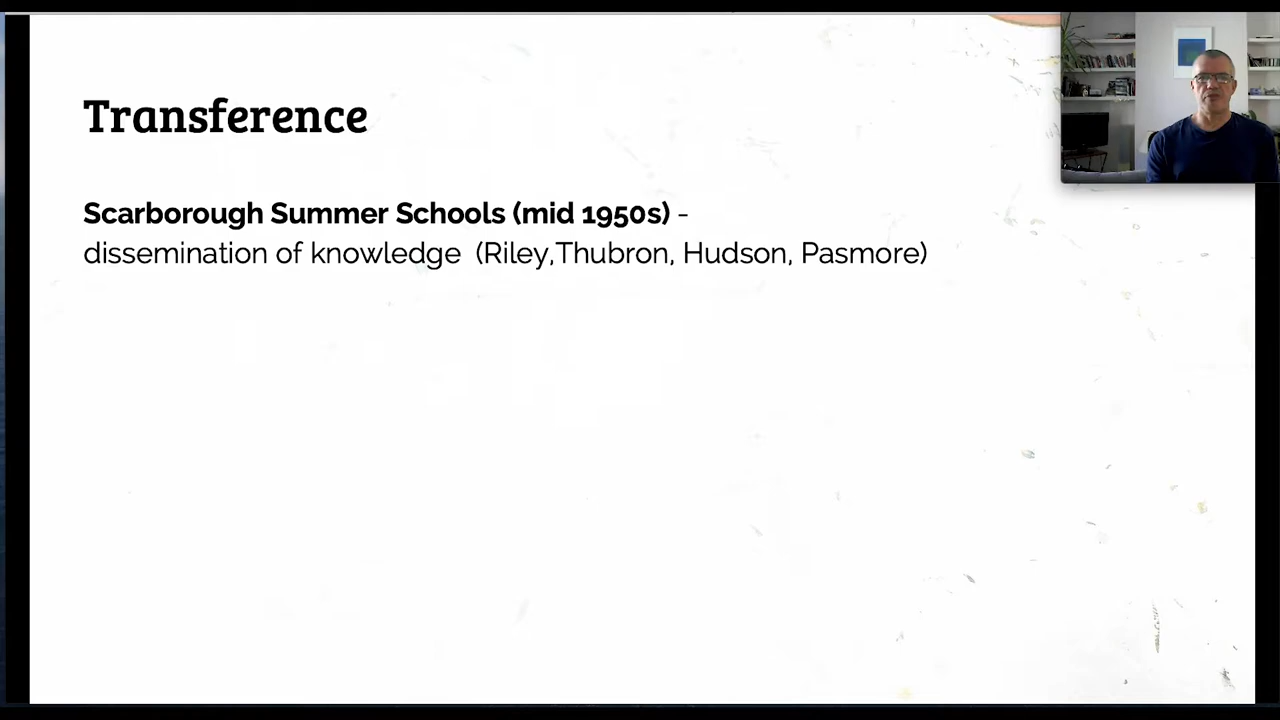 Transference
Scarborough Summer Schools (mid 1950s) -
dissemination of knowledge  (Riley,Thubron, Hudson, Pasmore)